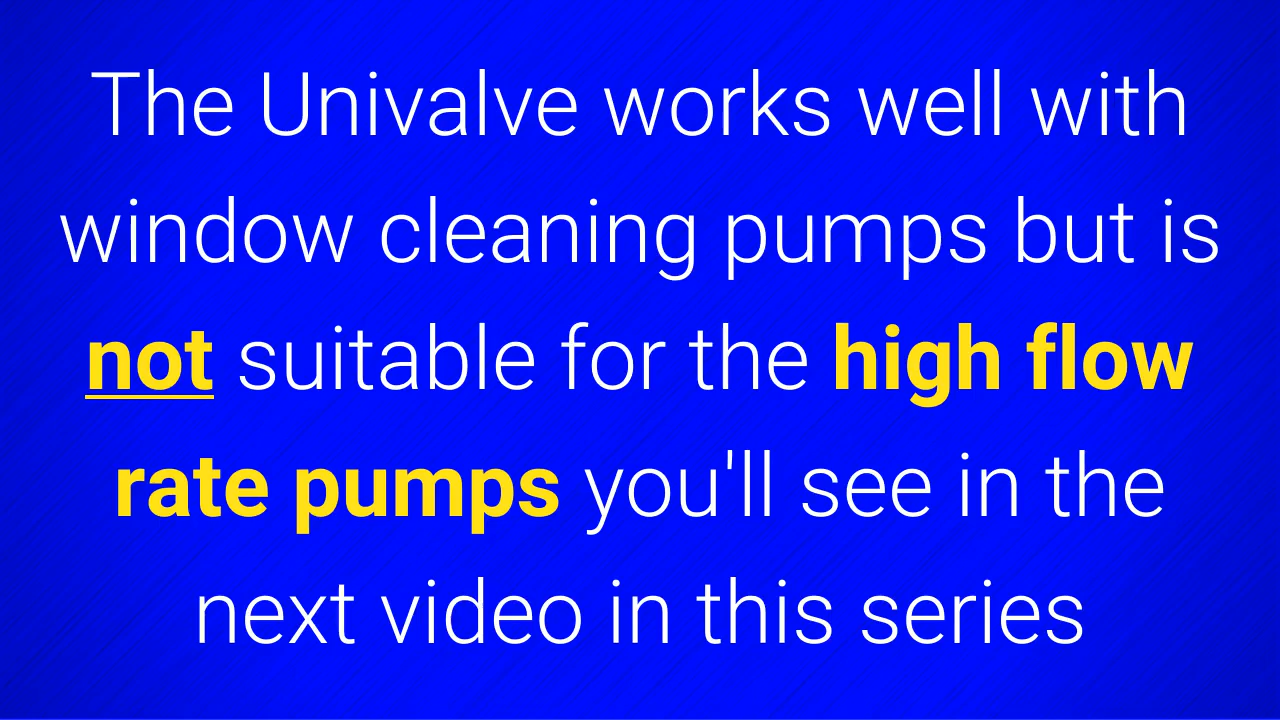 The Univalve works well with
window cleaning pumps but is
not suitable for the high flow
rate pumps you'll see in the
next video in this series